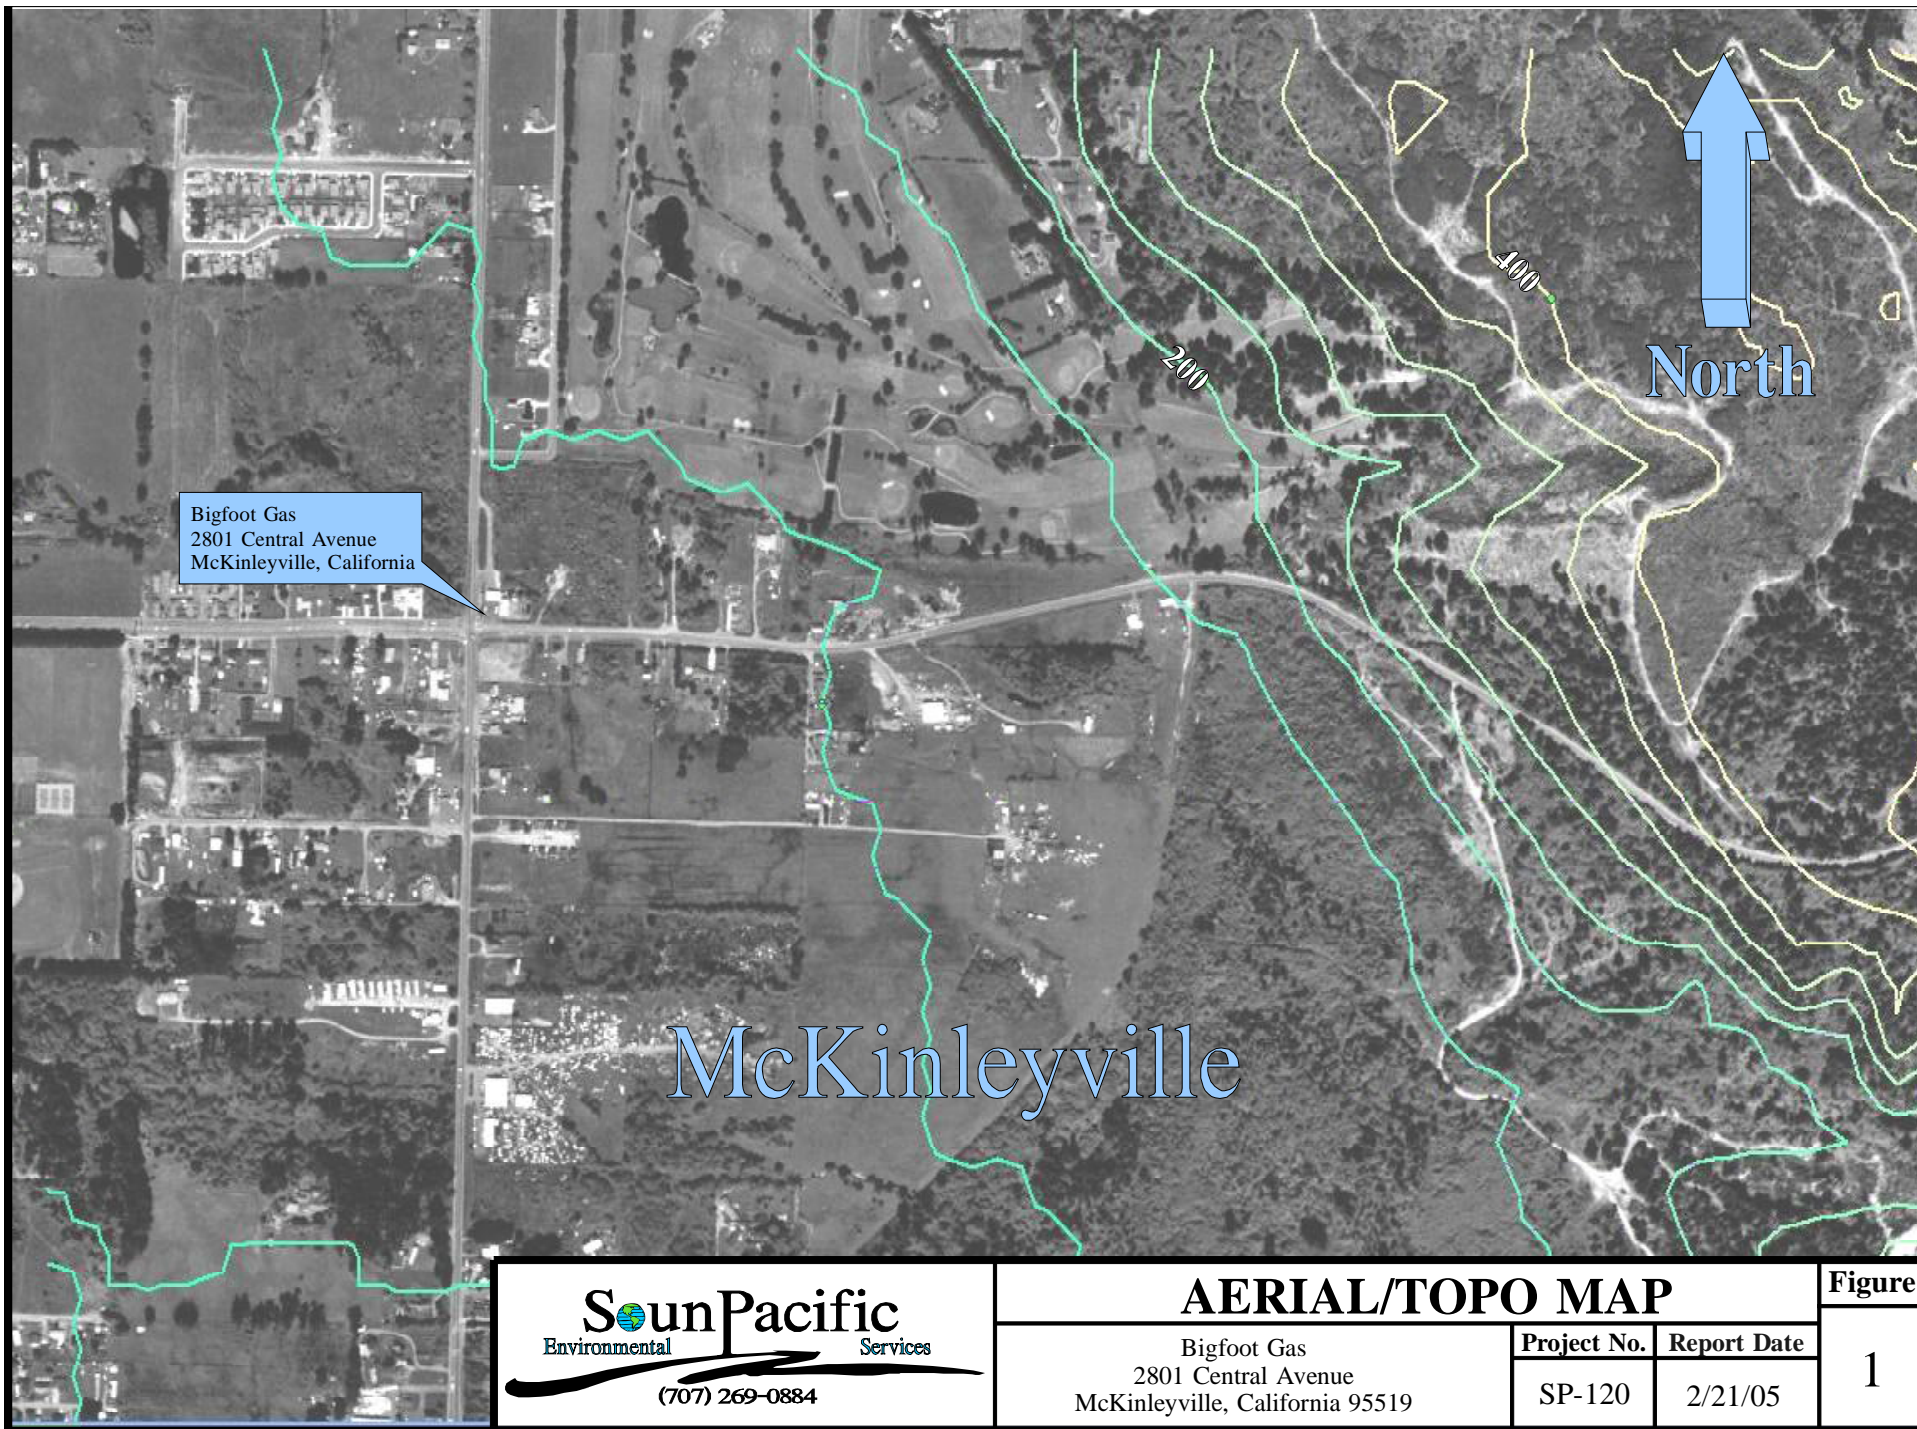 400
North
200
Bigfoot Gas
2801 Central Avenue
McKinleyville, California
McKinleyville
SounPacific
Environmental Services
(707) 269-0884
AERIAL/TOPO MAP
Bigfoot Gas
2801 Central Avenue
McKinleyville, California 95519
Project No.
SP-120
Report Date
2/21/05
Figure
1